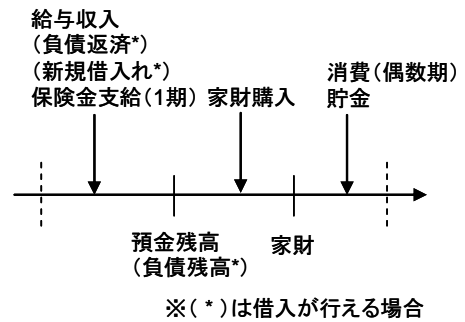 給与収入
(負債返済*)
(新規借入れ*)
保険金支給(1期) 家財購入
消費(偶数期)
貯金
預金残高
(負債残高*)
家財
※( * )は借入が行える場合